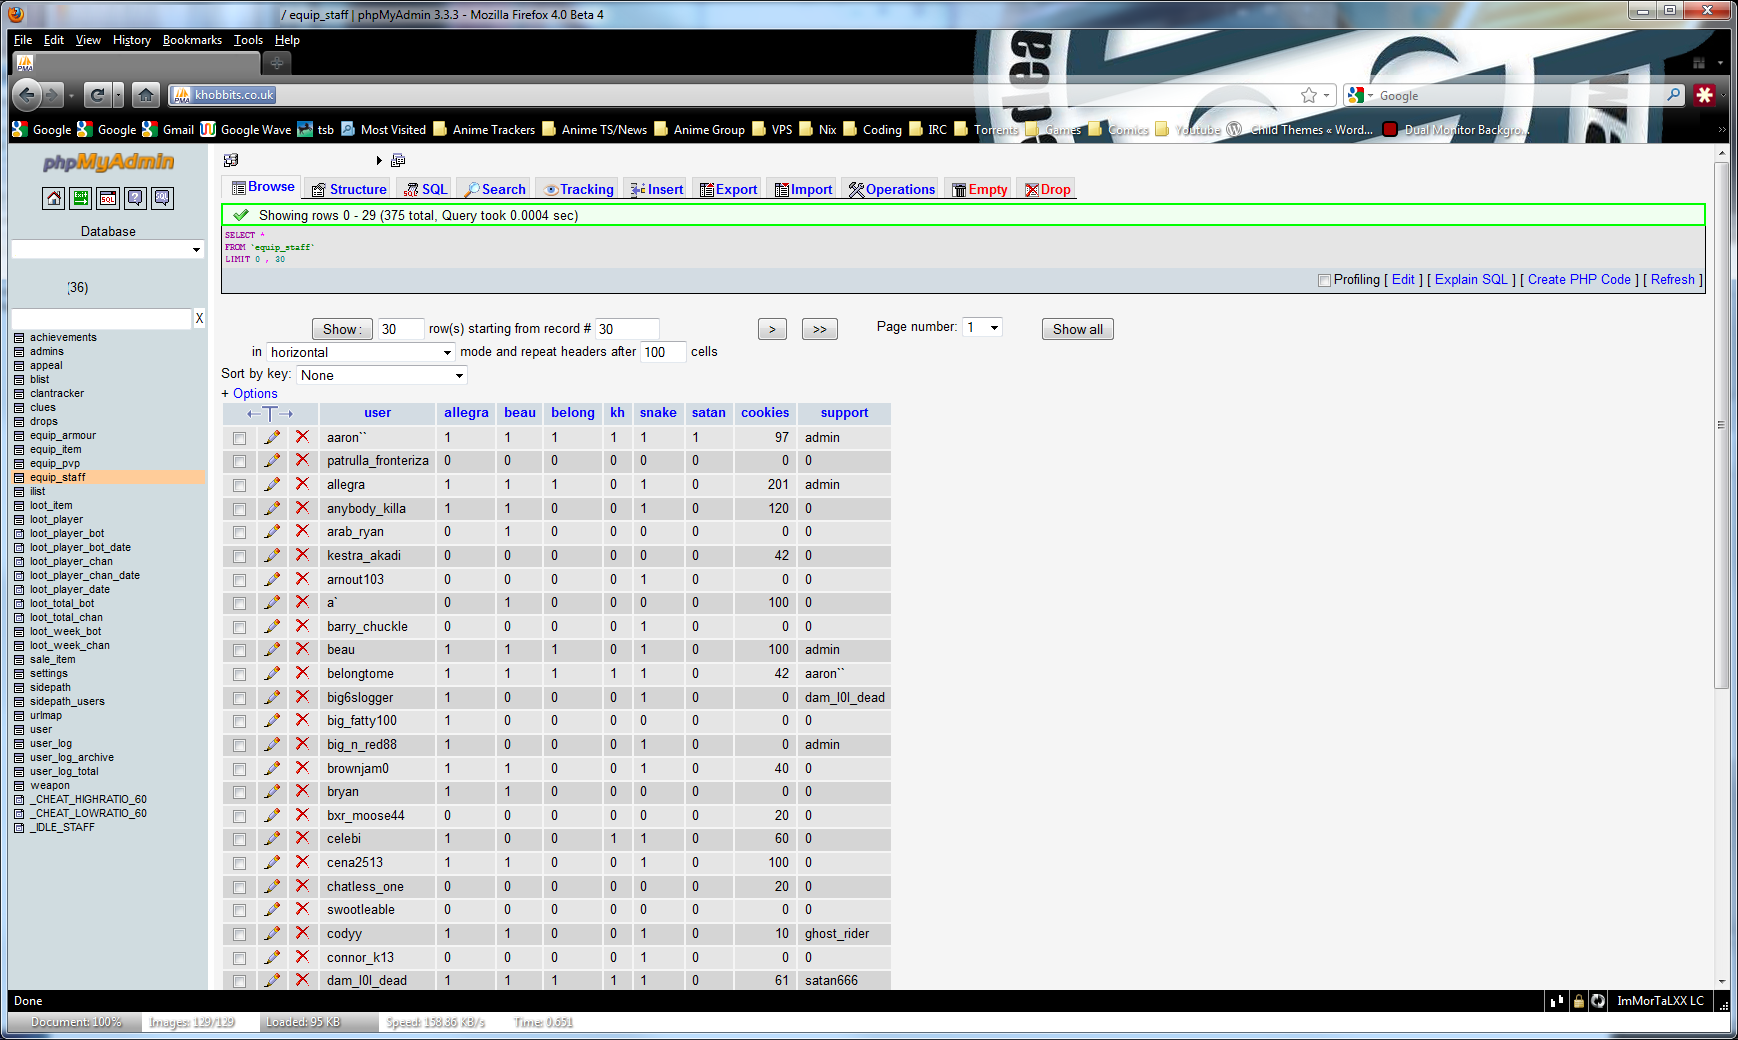 / equip_staff | phpMyAdmin 3.3.3 - Mozilla Firefox 4.0 Beta 4
File Edit View History Bookmarks Tools Help
PMA
khobbits.co.uk Google
Google Google Gmail Google Wave tsb Most Visited Anime Trackers Anime TS/News Anime Group VPS Nix Coding IRC Torrents Games Comics Youtube Child Themes « Word... Dual Monitor Backgro...
phpMyAdmin
Database
(36)
X
achievements
admins
appeal
blist
clantracker
clues
drops
equip_armour
equip_item
equip_pvp
equip_staff
ilist
loot_item
loot_player
loot_player_bot
loot_player_bot_date
loot_player_chan
loot_player_chan_date
loot_player_date
loot_total_bot
loot_total_chan
loot_week_bot
loot_week_chan
sale_item
settings
sidepath
sidepath_users
urlmap
user
user_log
user_log_archive
user_log_total
weapon
_CHEAT_HIGHRATIO_60
_CHEAT_LOWRATIO_60
_IDLE_STAFF
Browse Structure SQL Search Tracking Insert Export Import Operations Empty Drop
Showing rows 0 - 29 (375 total, Query took 0.0004 sec)
SELECT *
FROM `equip_staff`
LIMIT 0 , 30
Profiling [ Edit ] [ Explain SQL ] [ Create PHP Code ] [ Refresh ]
Show : 30 row(s) starting from record # 30 > >> Page number: 1 Show all
in horizontal mode and repeat headers after 100 cells
Sort by key: None
+ Options
user allegra beau belong kh snake satan cookies support
aaron`` 1 1 1 1 1 1 97 admin
patrulla_fronteriza 0 0 0 0 0 0 0 0
allegra 1 1 1 0 1 0 201 admin
anybody_killa 1 1 0 0 1 0 120 0
arab_ryan 0 1 0 0 0 0 0 0
kestra_akadi 0 0 0 0 0 0 42 0
arnout103 0 0 0 0 1 0 0 0
a` 0 1 0 0 0 0 100 0
barry_chuckle 0 0 0 0 1 0 0 0
beau 1 1 1 0 1 0 100 admin
belongtome 1 1 1 1 1 0 42 aaron``
big6slogger 1 0 0 0 1 0 0 dam_l0l_dead
big_fatty100 1 0 0 0 0 0 0 0
big_n_red88 1 0 0 0 1 0 0 admin
brownjam0 1 1 0 0 1 0 40 0
bryan 1 1 0 0 0 0 0 0
bxr_moose44 0 0 0 0 0 0 20 0
celebi 1 0 0 1 1 0 60 0
cena2513 1 1 0 0 1 0 100 0
chatless_one 0 0 0 0 0 0 20 0
swootleable 0 0 0 0 0 0 0 0
codyy 1 1 0 0 1 0 10 ghost_rider
connor_k13 0 0 0 0 1 0 0 0
dam_l0l_dead 1 1 1 1 1 0 61 satan666
Done ImMorTaLXX LC
Document: 100% Images: 129/129 Loaded: 95 KB Speed: 158.86 KB/s Time: 0.651